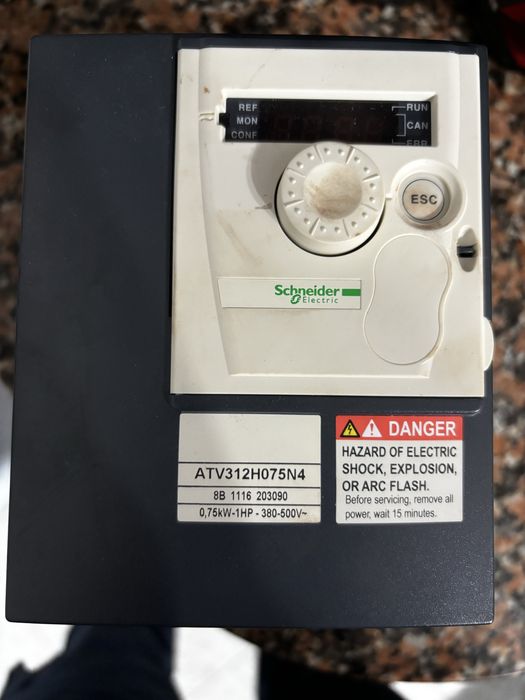 REF
MON
CONF
RUN
CAN
ERR
ESC
Schneider
Electric
ATV312H075N4
8B 1116 203090
0,75kW-1HP - 380-500V~
DANGER
HAZARD OF ELECTRIC
SHOCK, EXPLOSION,
OR ARC FLASH.
Before servicing, remove all
power, wait 15 minutes.